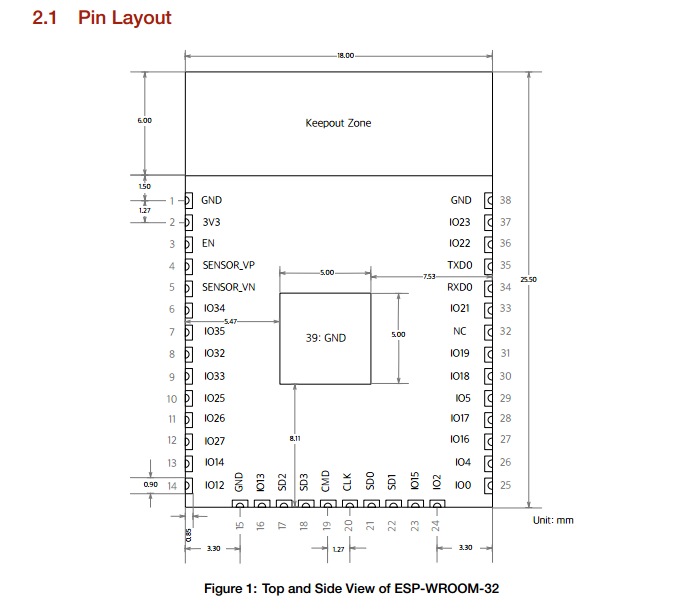 2.1 Pin Layout
18.00
Keepout Zone
6.00
1.50
1.27
1 GND GND 38
2 3V3 IO23 37
3 EN IO22 36
4 SENSOR_VP TXD0 35
5.00 7.53 25.50
5 SENSOR_VN RXD0 34
6 IO34 IO21 33
5.47
7 IO35 39: GND 5.00 NC 32
8 IO32 IO19 31
9 IO33 IO18 30
10 IO25 IO5 29
11 IO26 IO17 28
12 IO27 8.11 IO16 27
13 IO14 IO4 26
0.90 14 IO12 GND IO13 SD2 SD3 CMD CLK SD0 SD1 IO15 IO2 IO0 25
15 16 17 18 19 20 21 22 23 24
Unit: mm
0.85
3.30 1.27 3.30
Figure 1: Top and Side View of ESP-WROOM-32